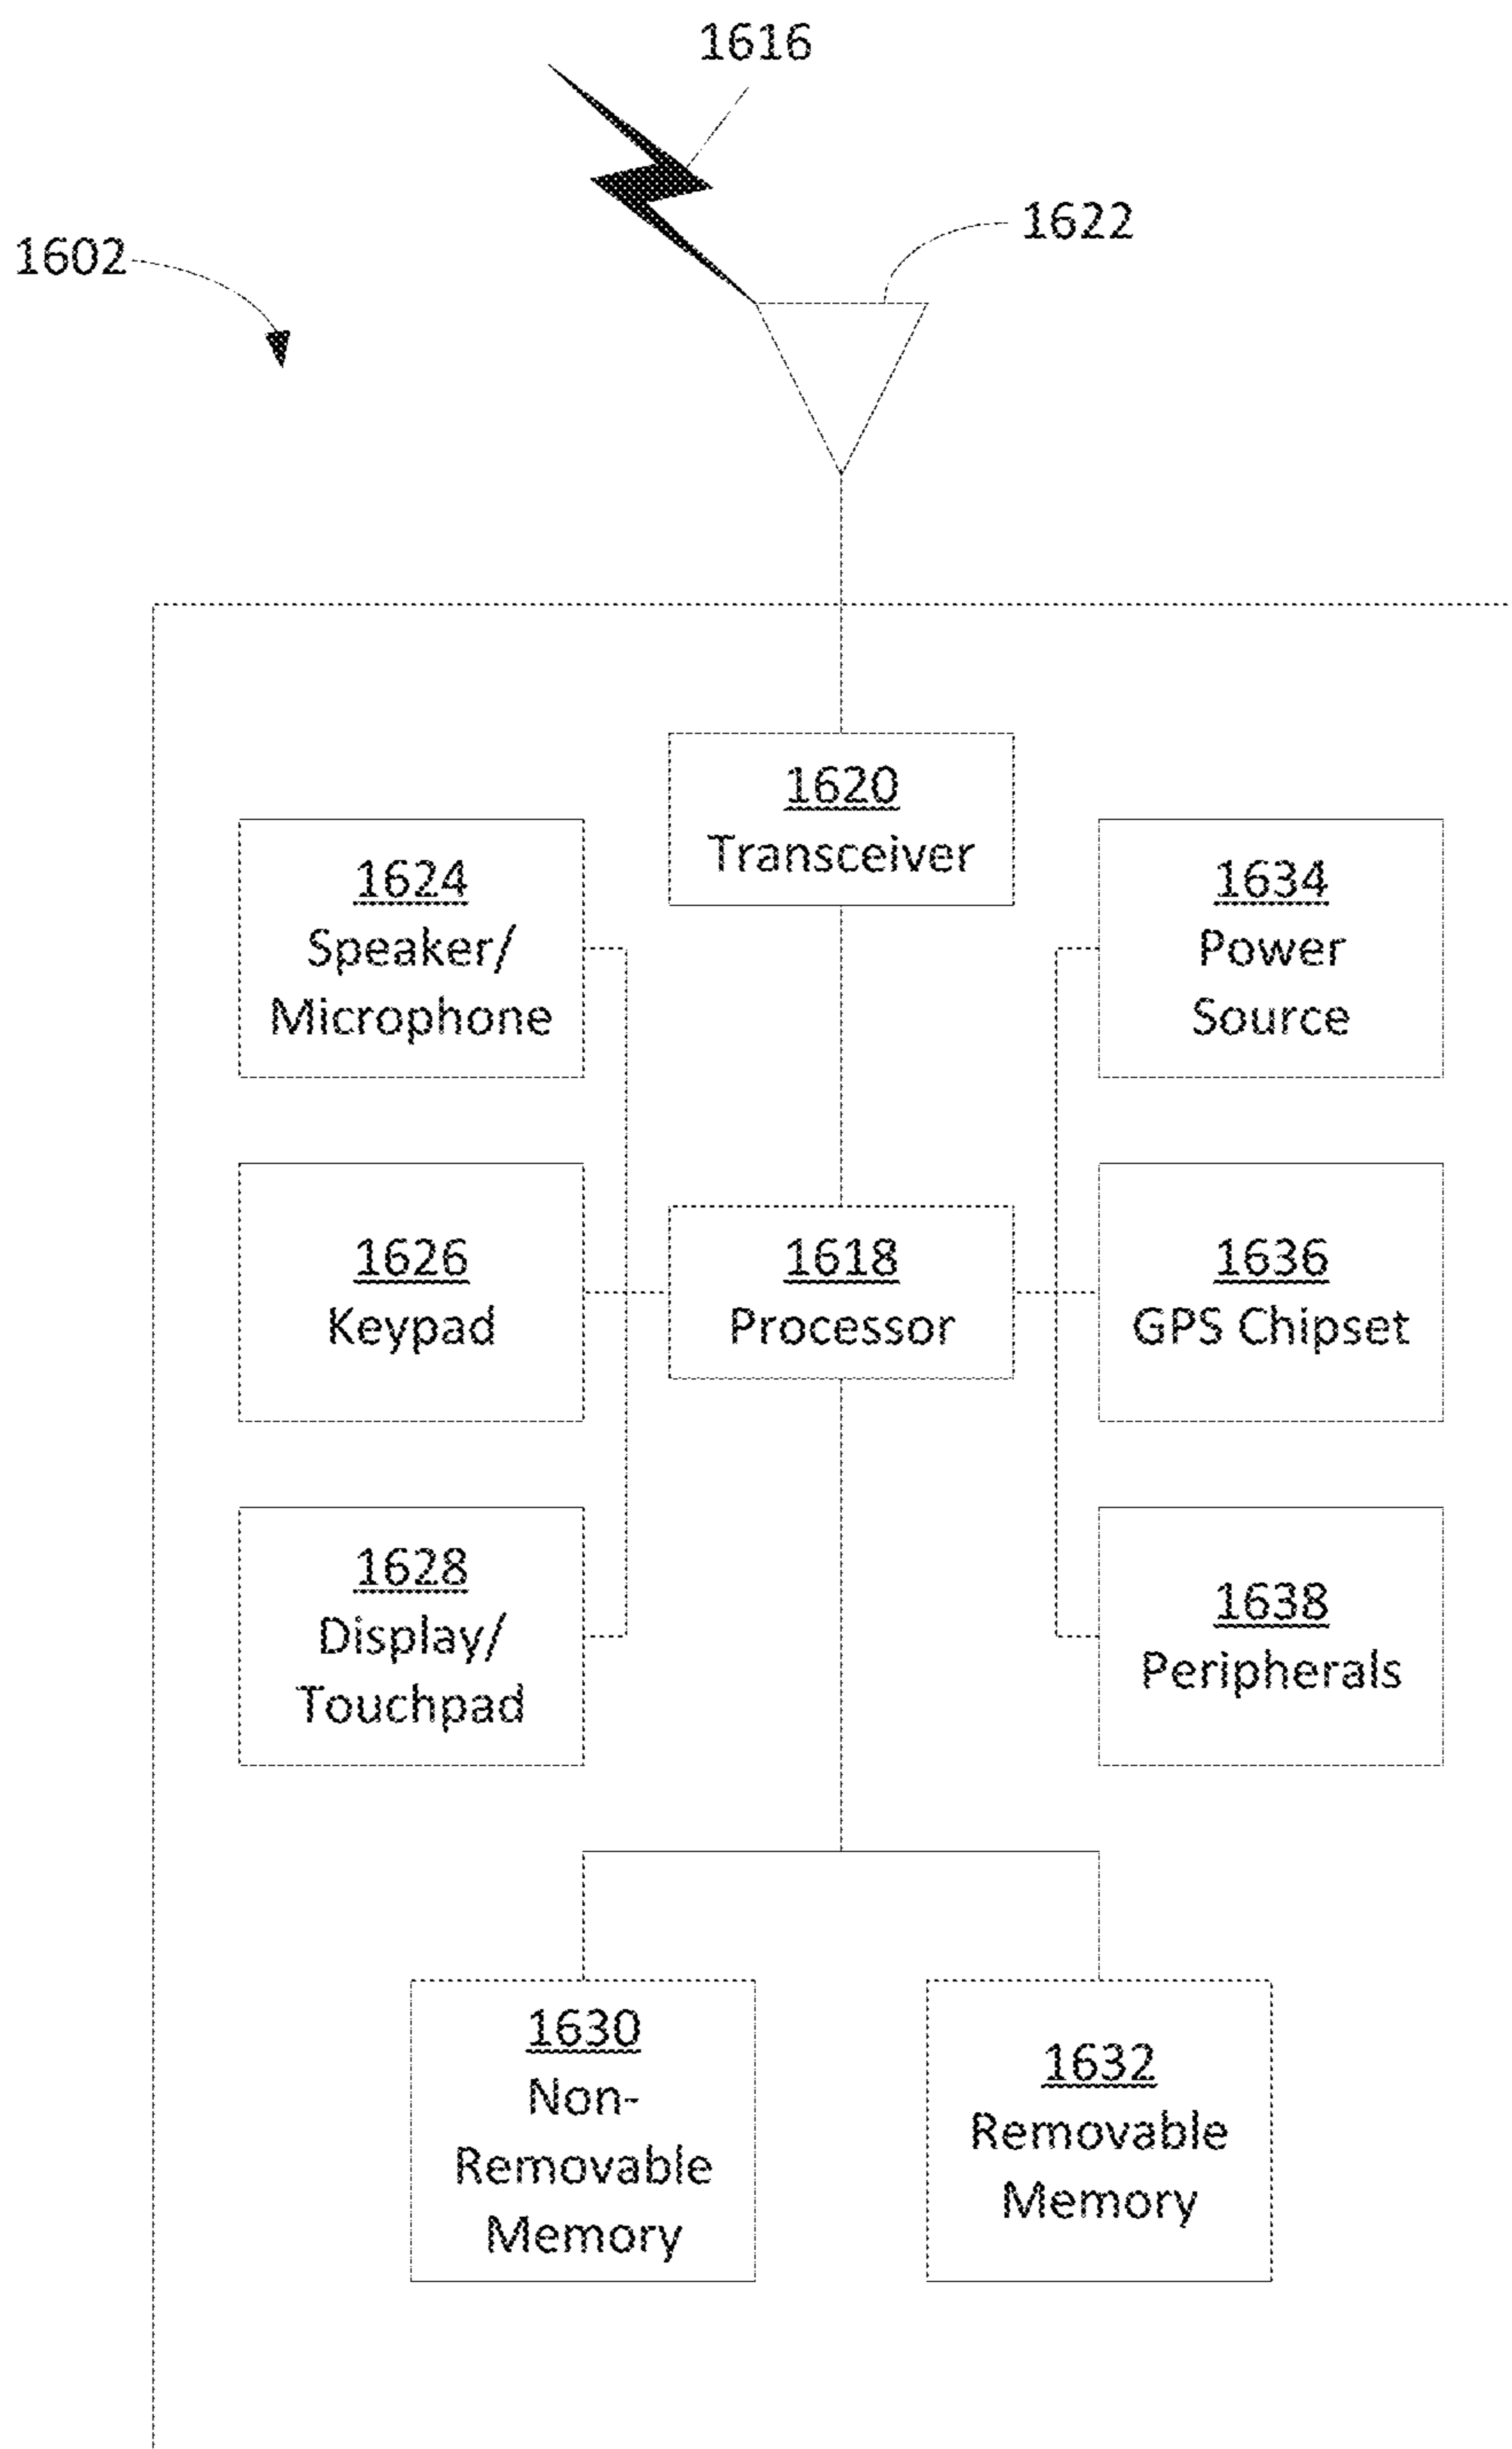 1616
1622
1602
1620
Transceiver
1624
Speaker/
Microphone
1634
Power
Source
1626
Keypad
1618
Processor
1636
GPS Chipset
1628
Display/
Touchpad
1638
Peripherals
1630
Non-
Removable
Memory
1632
Removable
Memory